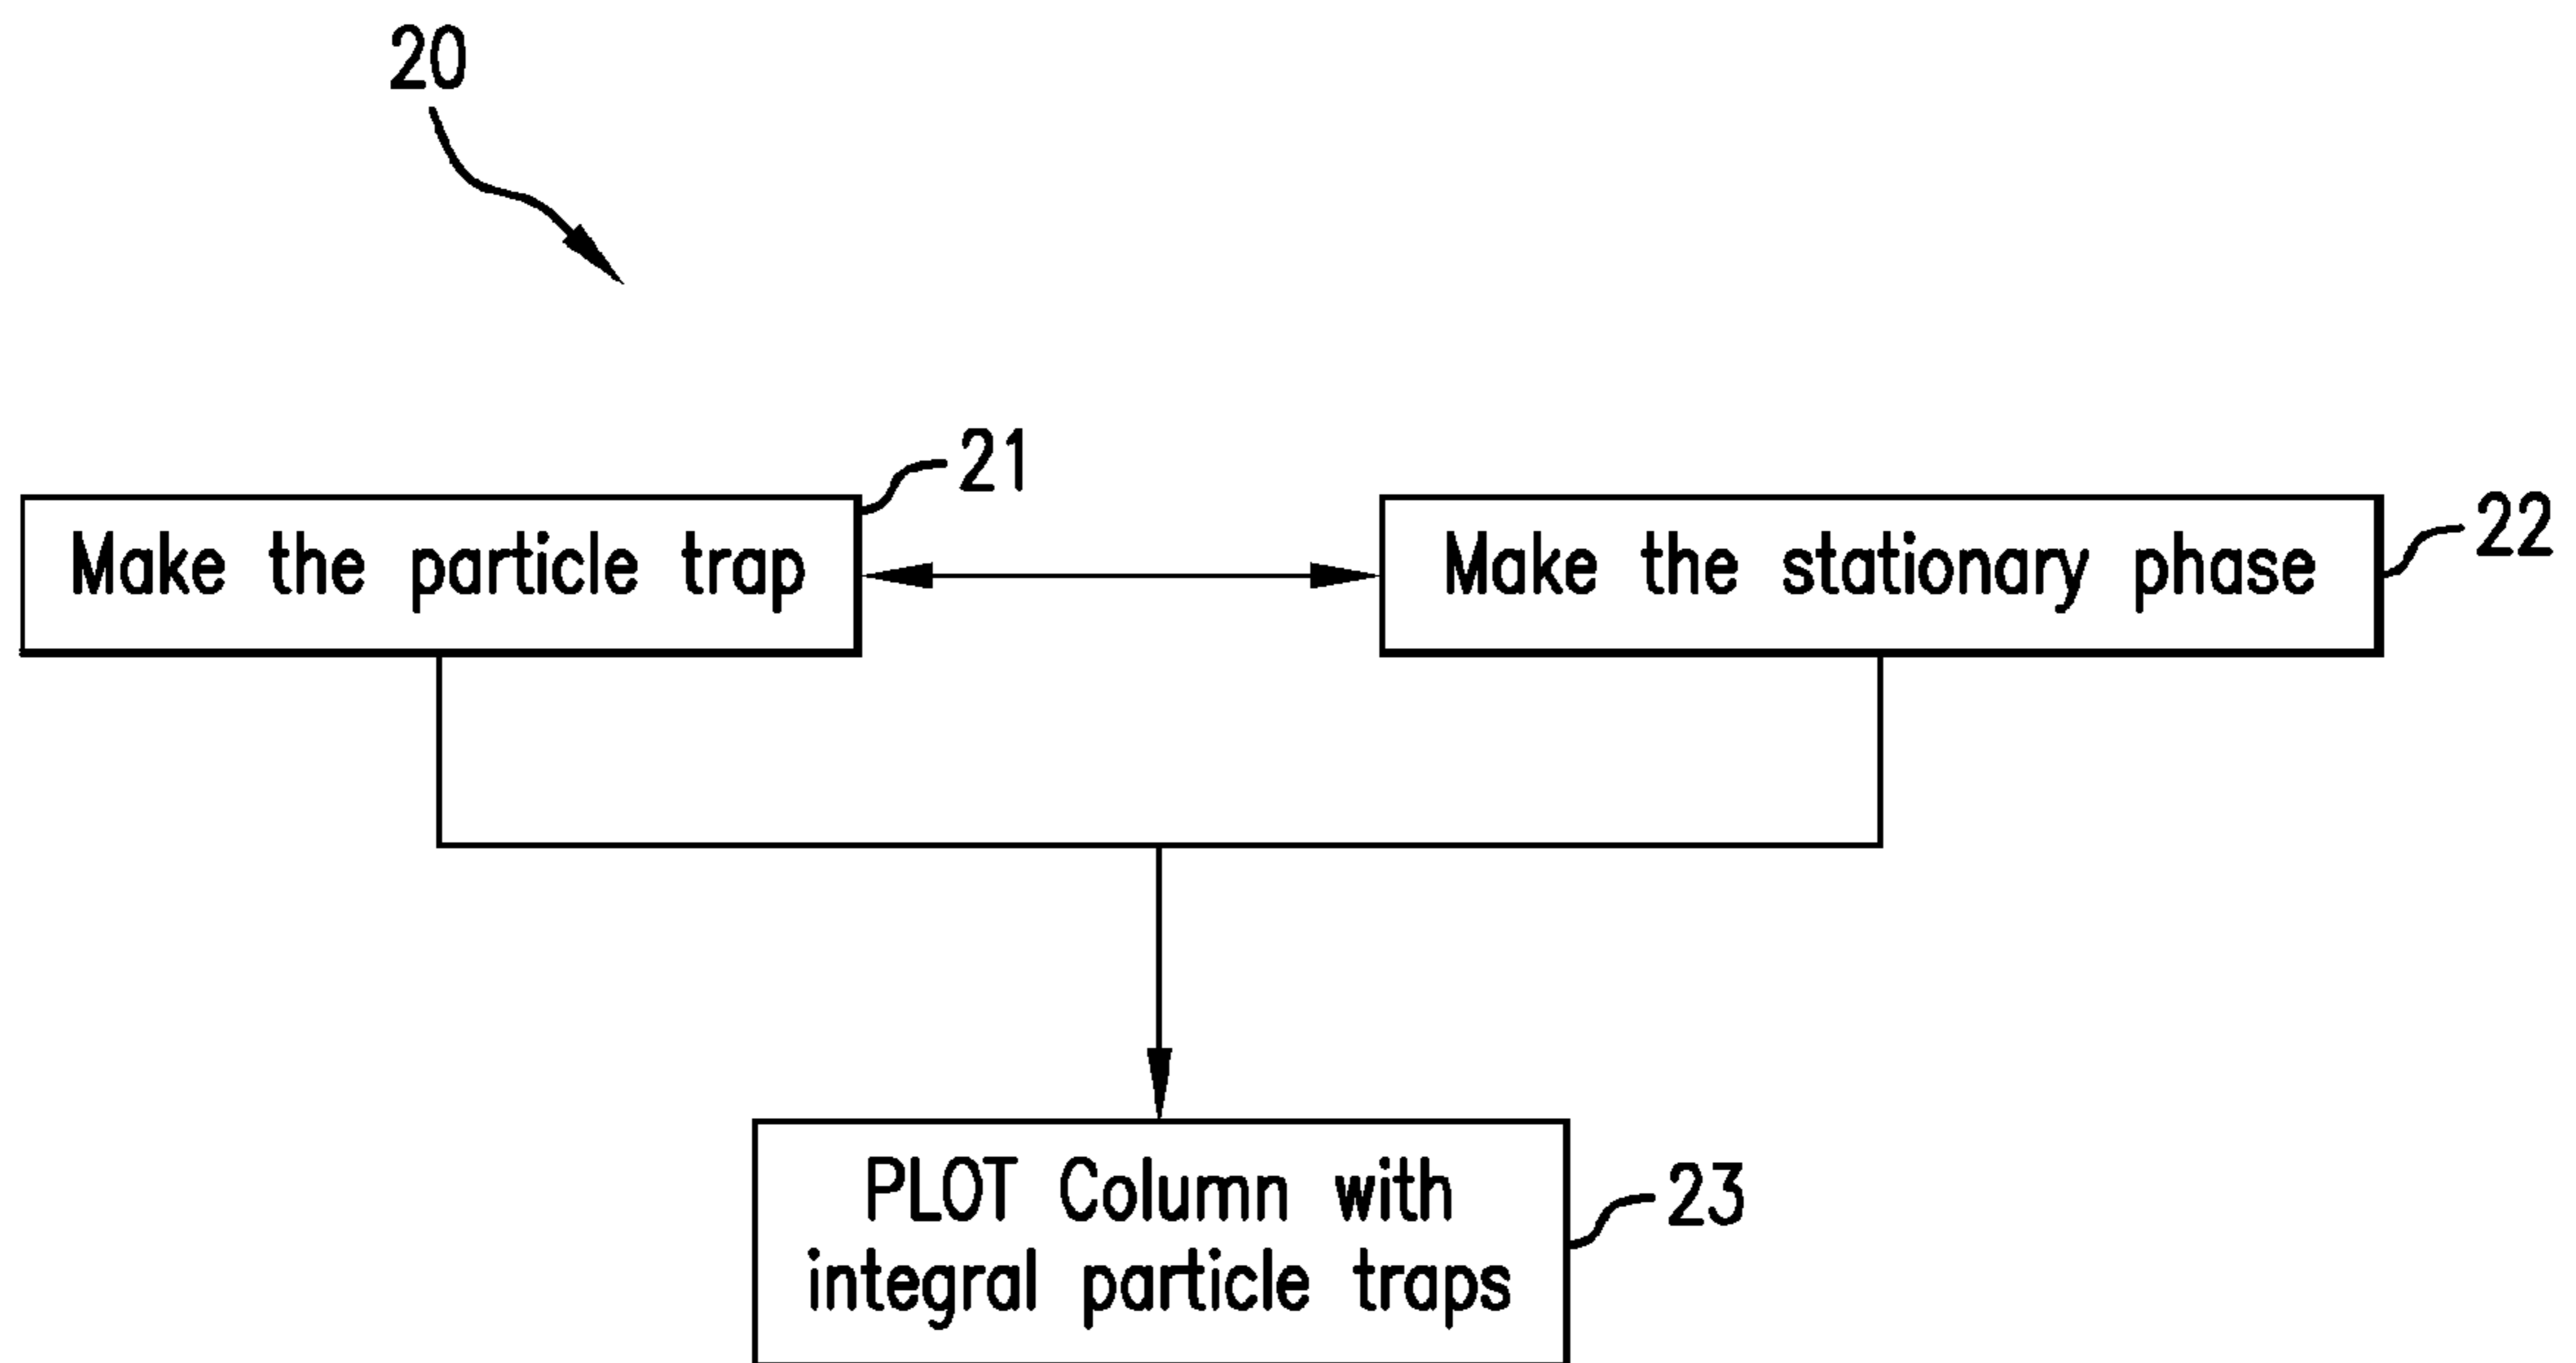 20
21
Make the particle trap
22
Make the stationary phase
PLOT Column with
integral particle traps
23